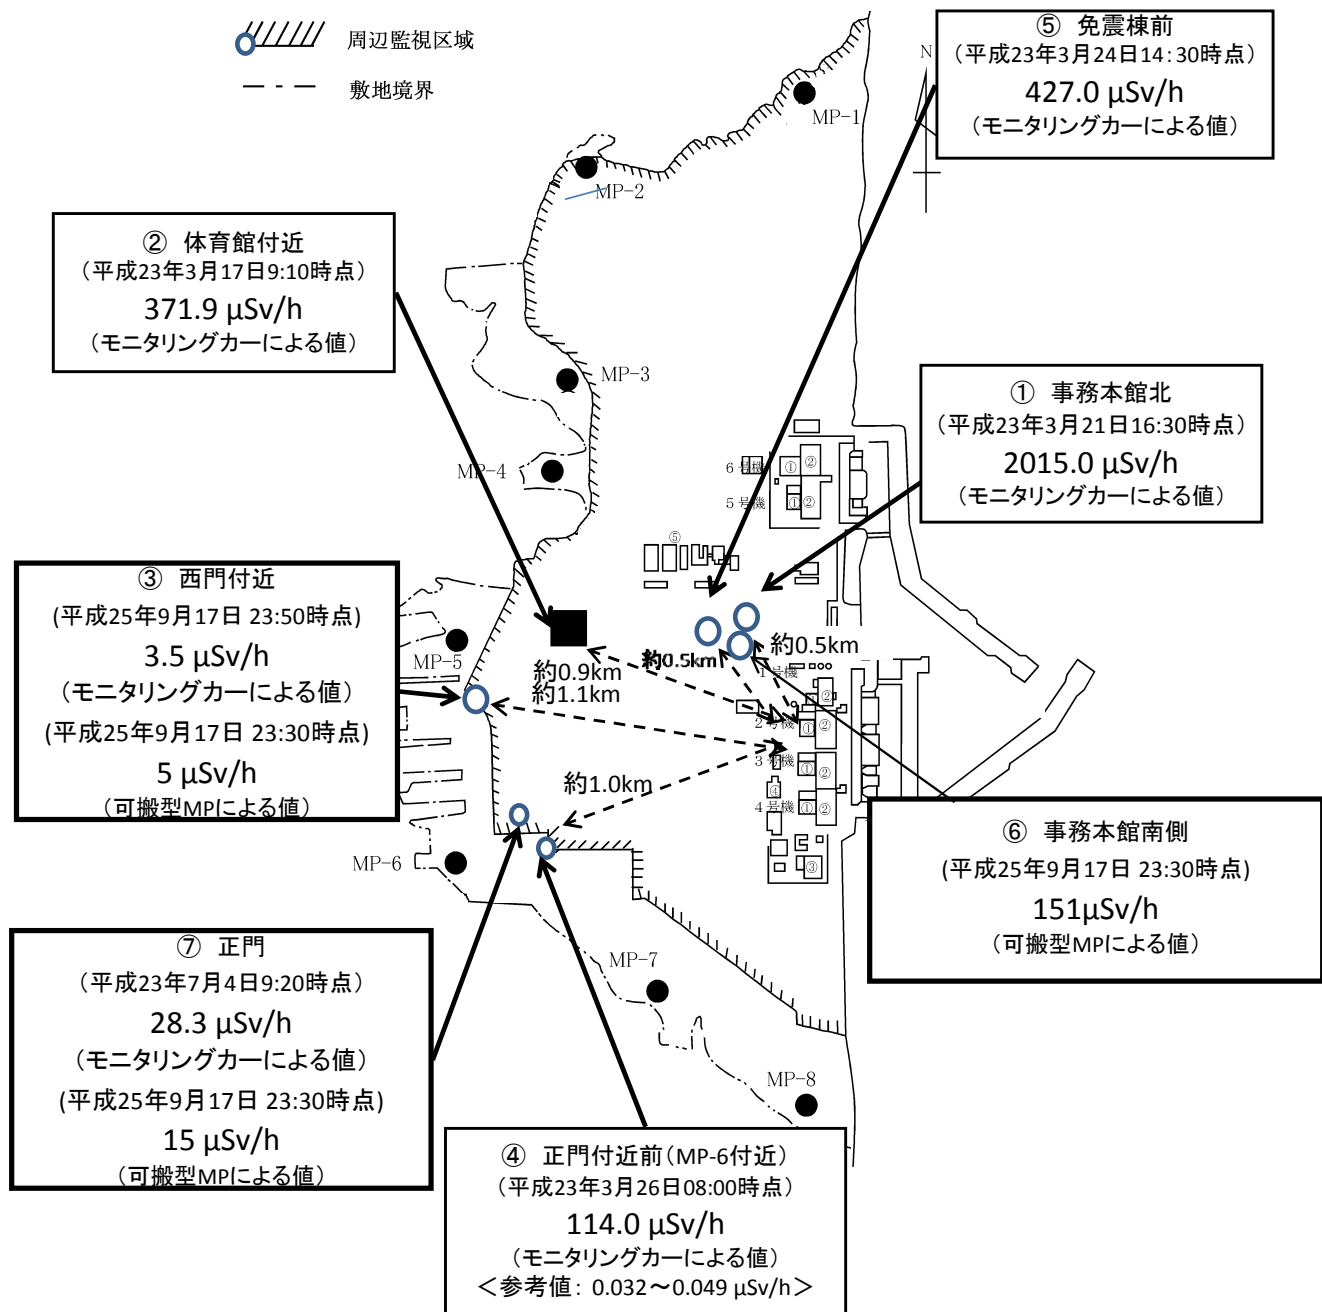 周辺監視区域
敷地境界
N
⑤ 免震棟前
(平成23年3月24日14:30時点)
427.0 μSv/h
(モニタリングカーによる値)
MP-1
MP-2
② 体育館付近
(平成23年3月17日9:10時点)
371.9 μSv/h
(モニタリングカーによる値)
MP-3
MP-4
① 事務本館北
(平成23年3月21日16:30時点)
2015.0 μSv/h
(モニタリングカーによる値)
6号機
①
②
5号機
①
②
⑤
③ 西門付近
(平成25年9月17日 23:50時点)
3.5 μSv/h
(モニタリングカーによる値)
(平成25年9月17日 23:30時点)
5 μSv/h
(可搬型MPによる値)
MP-5
約0.9km
約1.1km
約0.5km
約0.5km
1号機
②
2号機
①
②
3号機
①
②
④
4号機
①
②
③
約1.0km
MP-6
⑥ 事務本館南側
(平成25年9月17日 23:30時点)
151μSv/h
(可搬型MPによる値)
⑦ 正門
(平成23年7月4日9:20時点)
28.3 μSv/h
(モニタリングカーによる値)
(平成25年9月17日 23:30時点)
15 μSv/h
(可搬型MPによる値)
MP-7
MP-8
④ 正門付近前(MP-6付近)
(平成23年3月26日08:00時点)
114.0 μSv/h
(モニタリングカーによる値)
<参考値: 0.032~0.049 μSv/h>